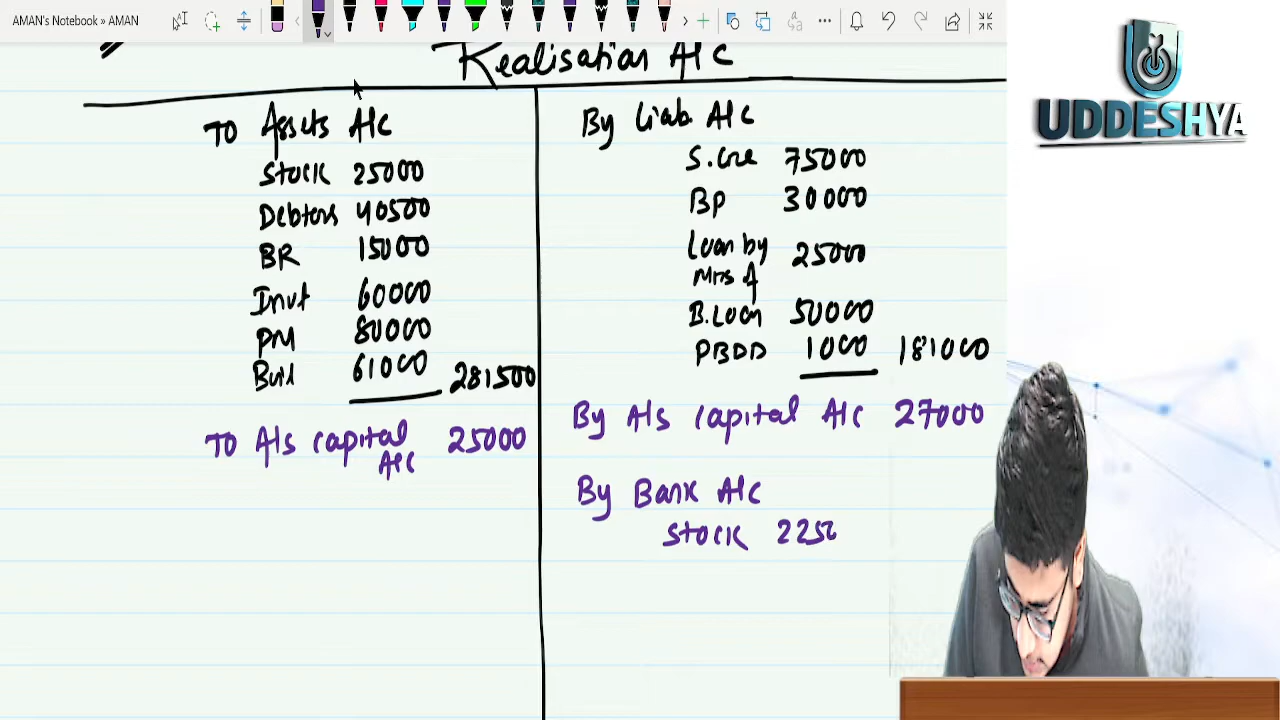 AMAN's Notebook » AMAN
Realisation A/C
To Assets A/C
Stock 25000
Debtors 40500
BR 15000
Invt 60000
PM 80000
Buil 61000 281500
To A's capital 25000
A/C
By Liab A/C
S.Cre 75000
BP 30000
Loan by 25000
Mrs A
B.Loan 50000
PBDD 1000 181000
By A's capital A/C 27000
By Bank A/C
Stock 2250
UDDESHYA